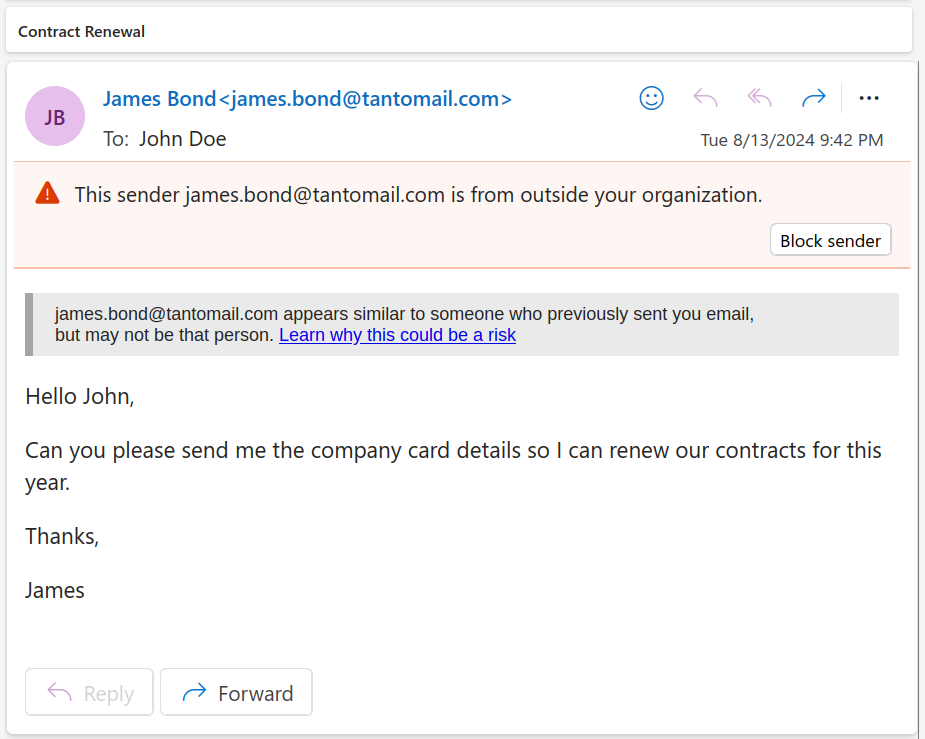 Contract Renewal
JB
James Bond<james.bond@tantomail.com>
To: John Doe
Tue 8/13/2024 9:42 PM
This sender james.bond@tantomail.com is from outside your organization.
Block sender
james.bond@tantomail.com appears similar to someone who previously sent you email,
but may not be that person. Learn why this could be a risk
Hello John,
Can you please send me the company card details so I can renew our contracts for this
year.
Thanks,
James
Reply
Forward